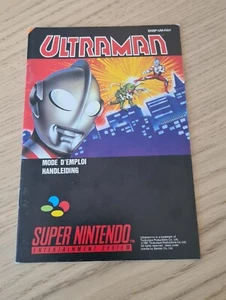 ULTRAMAN
MODE D'EMPLOI
HANDLEIDING
SUPER NINTENDO
ENTERTAINMENT SYSTEM